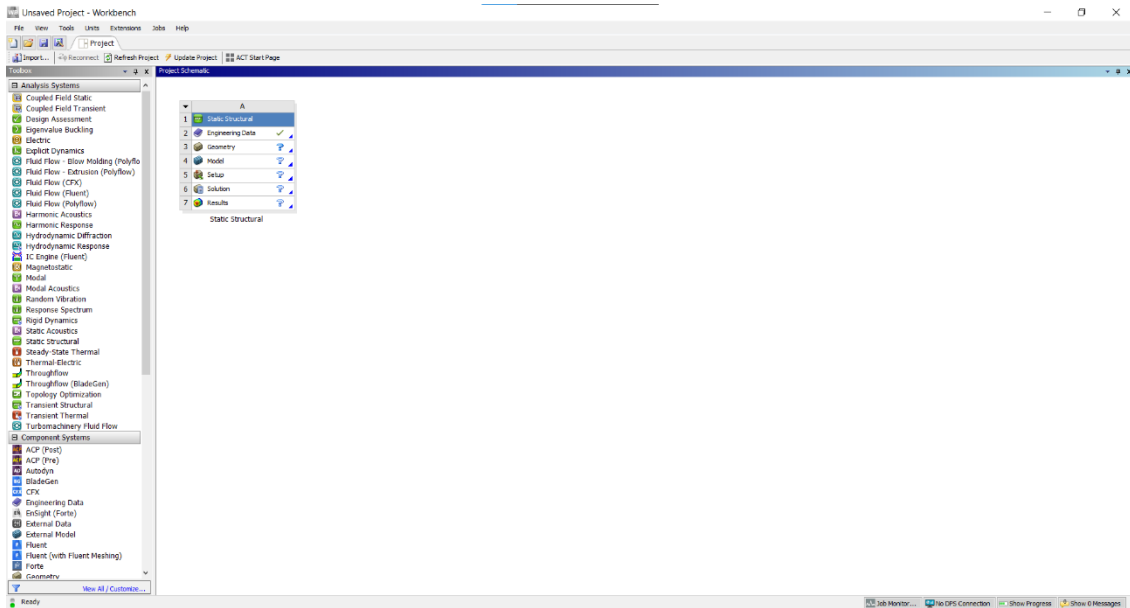 Unsaved Project - Workbench
File View Tools Units Extensions Jobs Help
Project
Import... Reconnect Refresh Project Update Project ACT Start Page
Toolbox
Project Schematic
Analysis Systems
Coupled Field Static
Coupled Field Transient
Design Assessment
Eigenvalue Buckling
Electric
Explicit Dynamics
Fluid Flow - Blow Molding (Polyflo
Fluid Flow - Extrusion (Polyflow)
Fluid Flow (CFX)
Fluid Flow (Fluent)
Fluid Flow (Polyflow)
Harmonic Acoustics
Harmonic Response
Hydrodynamic Diffraction
Hydrodynamic Response
IC Engine (Fluent)
Magnetostatic
Modal
Modal Acoustics
Random Vibration
Response Spectrum
Rigid Dynamics
Static Acoustics
Static Structural
Steady-State Thermal
Thermal-Electric
Throughflow
Throughflow (BladeGen)
Topology Optimization
Transient Structural
Transient Thermal
Turbomachinery Fluid Flow
Component Systems
ACP (Post)
ACP (Pre)
Autodyn
BladeGen
CFX
Engineering Data
EnSight (Forte)
External Data
External Model
Fluent
Fluent (with Fluent Meshing)
Forte
Geometry
View All / Customize...
A
1 Static Structural
2 Engineering Data
3 Geometry ?
4 Model ?
5 Setup ?
6 Solution ?
7 Results ?
Static Structural
Ready
Job Monitor... No DPS Connection Show Progress Show 0 Messages